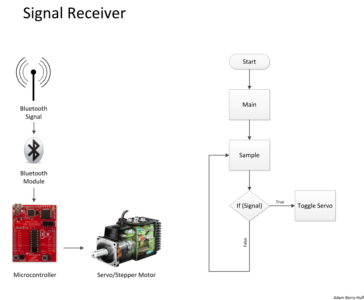 Signal Receiver
Bluetooth
Signal
Bluetooth
Module
Microcontroller
Servo/Stepper Motor
Start
Main
Sample
If (Signal)
True
Toggle Servo
False
Adam Berry